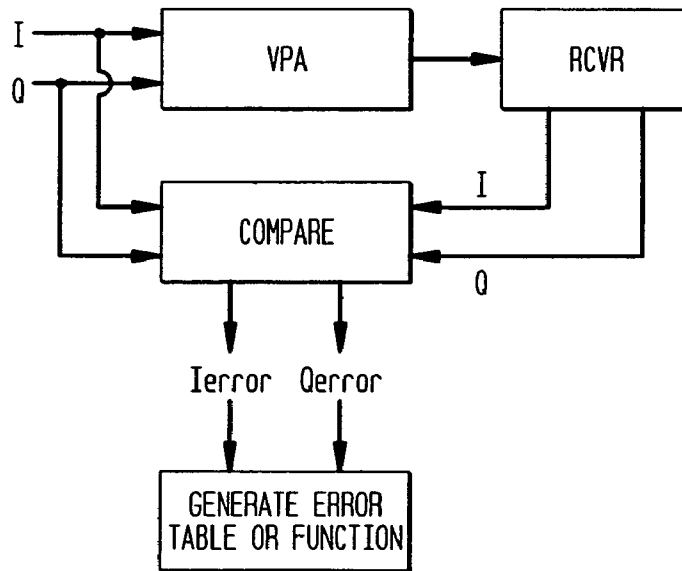 I
VPA
RCVR
Q
I
COMPARE
Q
Ierror Qerror
GENERATE ERROR
TABLE OR FUNCTION